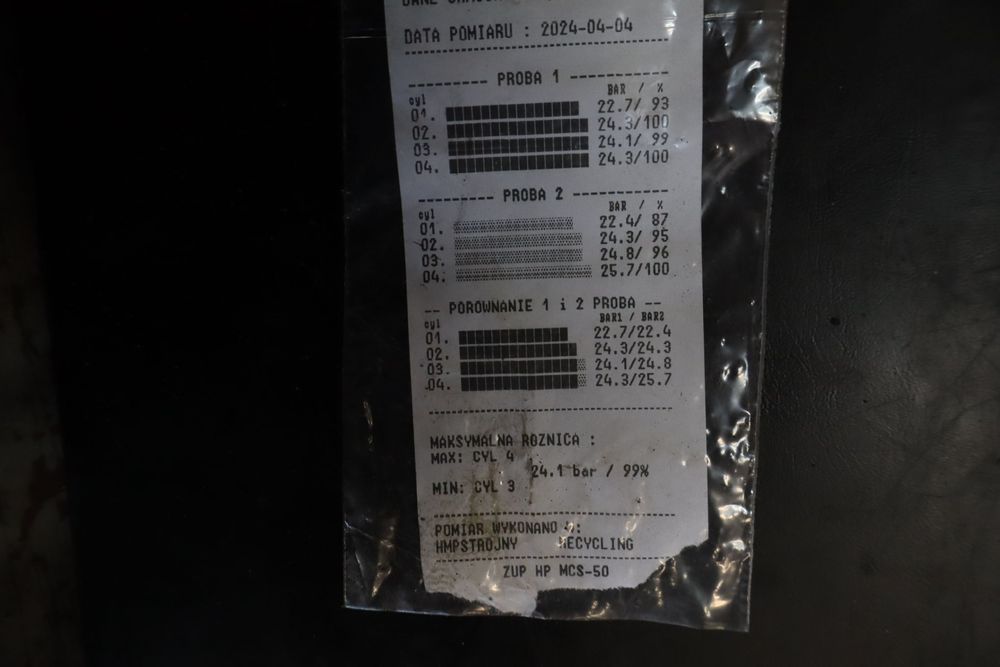 DATA POMIARU : 2024-04-04
PROBA 1
cyl BAR / %
01. 22.7/ 93
02. 24.3/100
03. 24.1/ 99
04. 24.3/100
PROBA 2
cyl BAR / %
01. 22.4/ 87
02. 24.3/ 95
03. 24.8/ 96
04. 25.7/100
-- POROWNANIE 1 i 2 PROBA --
cyl BAR1 / BAR2
01. 22.7/22.4
02. 24.3/24.3
03. 24.1/24.8
04. 24.3/25.7
MAKSYMALNA ROZNICA :
MAX: CYL 4
24.1 bar / 99%
MIN: CYL 3
POMIAR WYKONANO
HMPSTROJNY RECYCLING
ZUP HP MCS-50